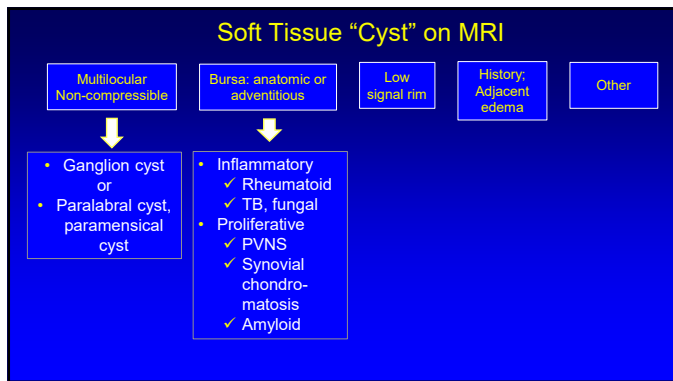 Soft Tissue “Cyst” on MRI
Multilocular
Non-compressible
Bursa: anatomic or
adventitious
Low
signal rim
History;
Adjacent
edema
Other
• Ganglion cyst
or
• Paralabral cyst,
paramensical
cyst
• Inflammatory
✓ Rheumatoid
✓ TB, fungal
• Proliferative
✓ PVNS
✓ Synovial
chondro-
matosis
✓ Amyloid